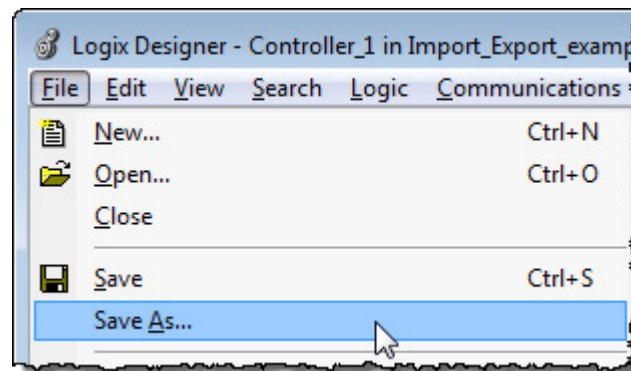 Logix Designer - Controller_1 in Import_Export_examp
File Edit View Search Logic Communications
New... Ctrl+N
Open... Ctrl+O
Close
Save Ctrl+S
Save As...